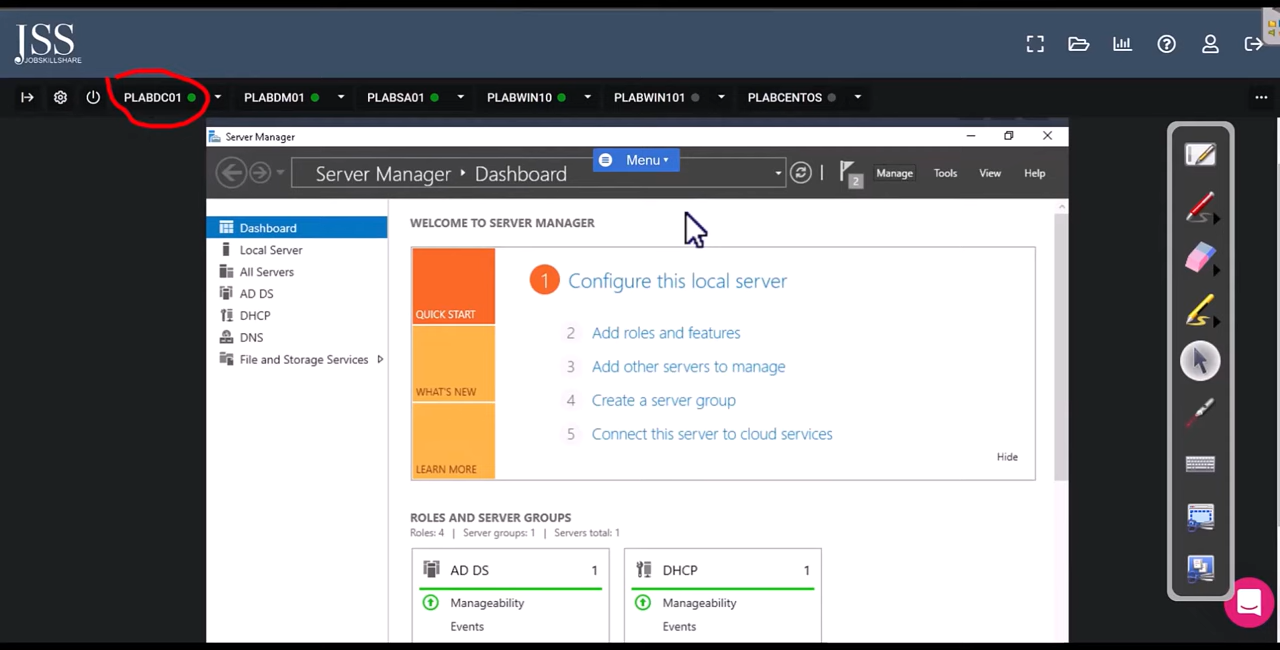 JSS
JOBSKILLSHARE
PLABDC01 PLABDM01 PLABSA01 PLABWIN10 PLABWIN101 PLABCENTOS
Server Manager
Menu
Server Manager Dashboard
2 Manage Tools View Help
Dashboard
Local Server
All Servers
AD DS
DHCP
DNS
File and Storage Services
WELCOME TO SERVER MANAGER
QUICK START
WHAT'S NEW
LEARN MORE
1 Configure this local server
2 Add roles and features
3 Add other servers to manage
4 Create a server group
5 Connect this server to cloud services
Hide
ROLES AND SERVER GROUPS
Roles: 4 | Server groups: 1 | Servers total: 1
AD DS 1
Manageability
Events
DHCP 1
Manageability
Events